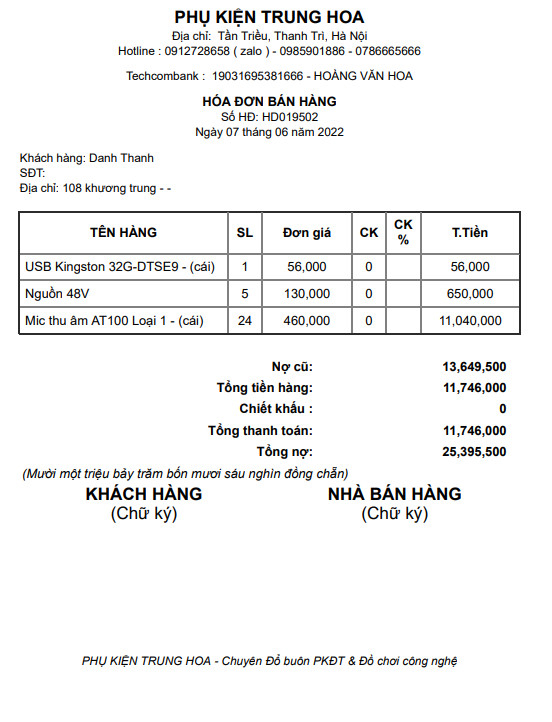 PHỤ KIỆN TRUNG HOA
Địa chỉ: Tần Triều, Thanh Trì, Hà Nội
Hotline : 0912728658 ( zalo ) - 0985901886 - 0786665666
Techcombank : 19031695381666 - HOÀNG VĂN HOA
HÓA ĐƠN BÁN HÀNG
Số HĐ: HD019502
Ngày 07 tháng 06 năm 2022
Khách hàng: Danh Thanh
SĐT:
Địa chỉ: 108 khương trung - -
TÊN HÀNG SL Đơn giá CK CK % T.Tiền
USB Kingston 32G-DTSE9 - (cái) 1 56,000 0 56,000
Nguồn 48V 5 130,000 0 650,000
Mic thu âm AT100 Loại 1 - (cái) 24 460,000 0 11,040,000
Nợ cũ: 13,649,500
Tổng tiền hàng: 11,746,000
Chiết khấu : 0
Tổng thanh toán: 11,746,000
Tổng nợ: 25,395,500
(Mười một triệu bảy trăm bốn mươi sáu nghìn đồng chẵn)
KHÁCH HÀNG NHÀ BÁN HÀNG
(Chữ ký) (Chữ ký)
PHỤ KIỆN TRUNG HOA - Chuyên Đổ buôn PKĐT & Đồ chơi công nghệ